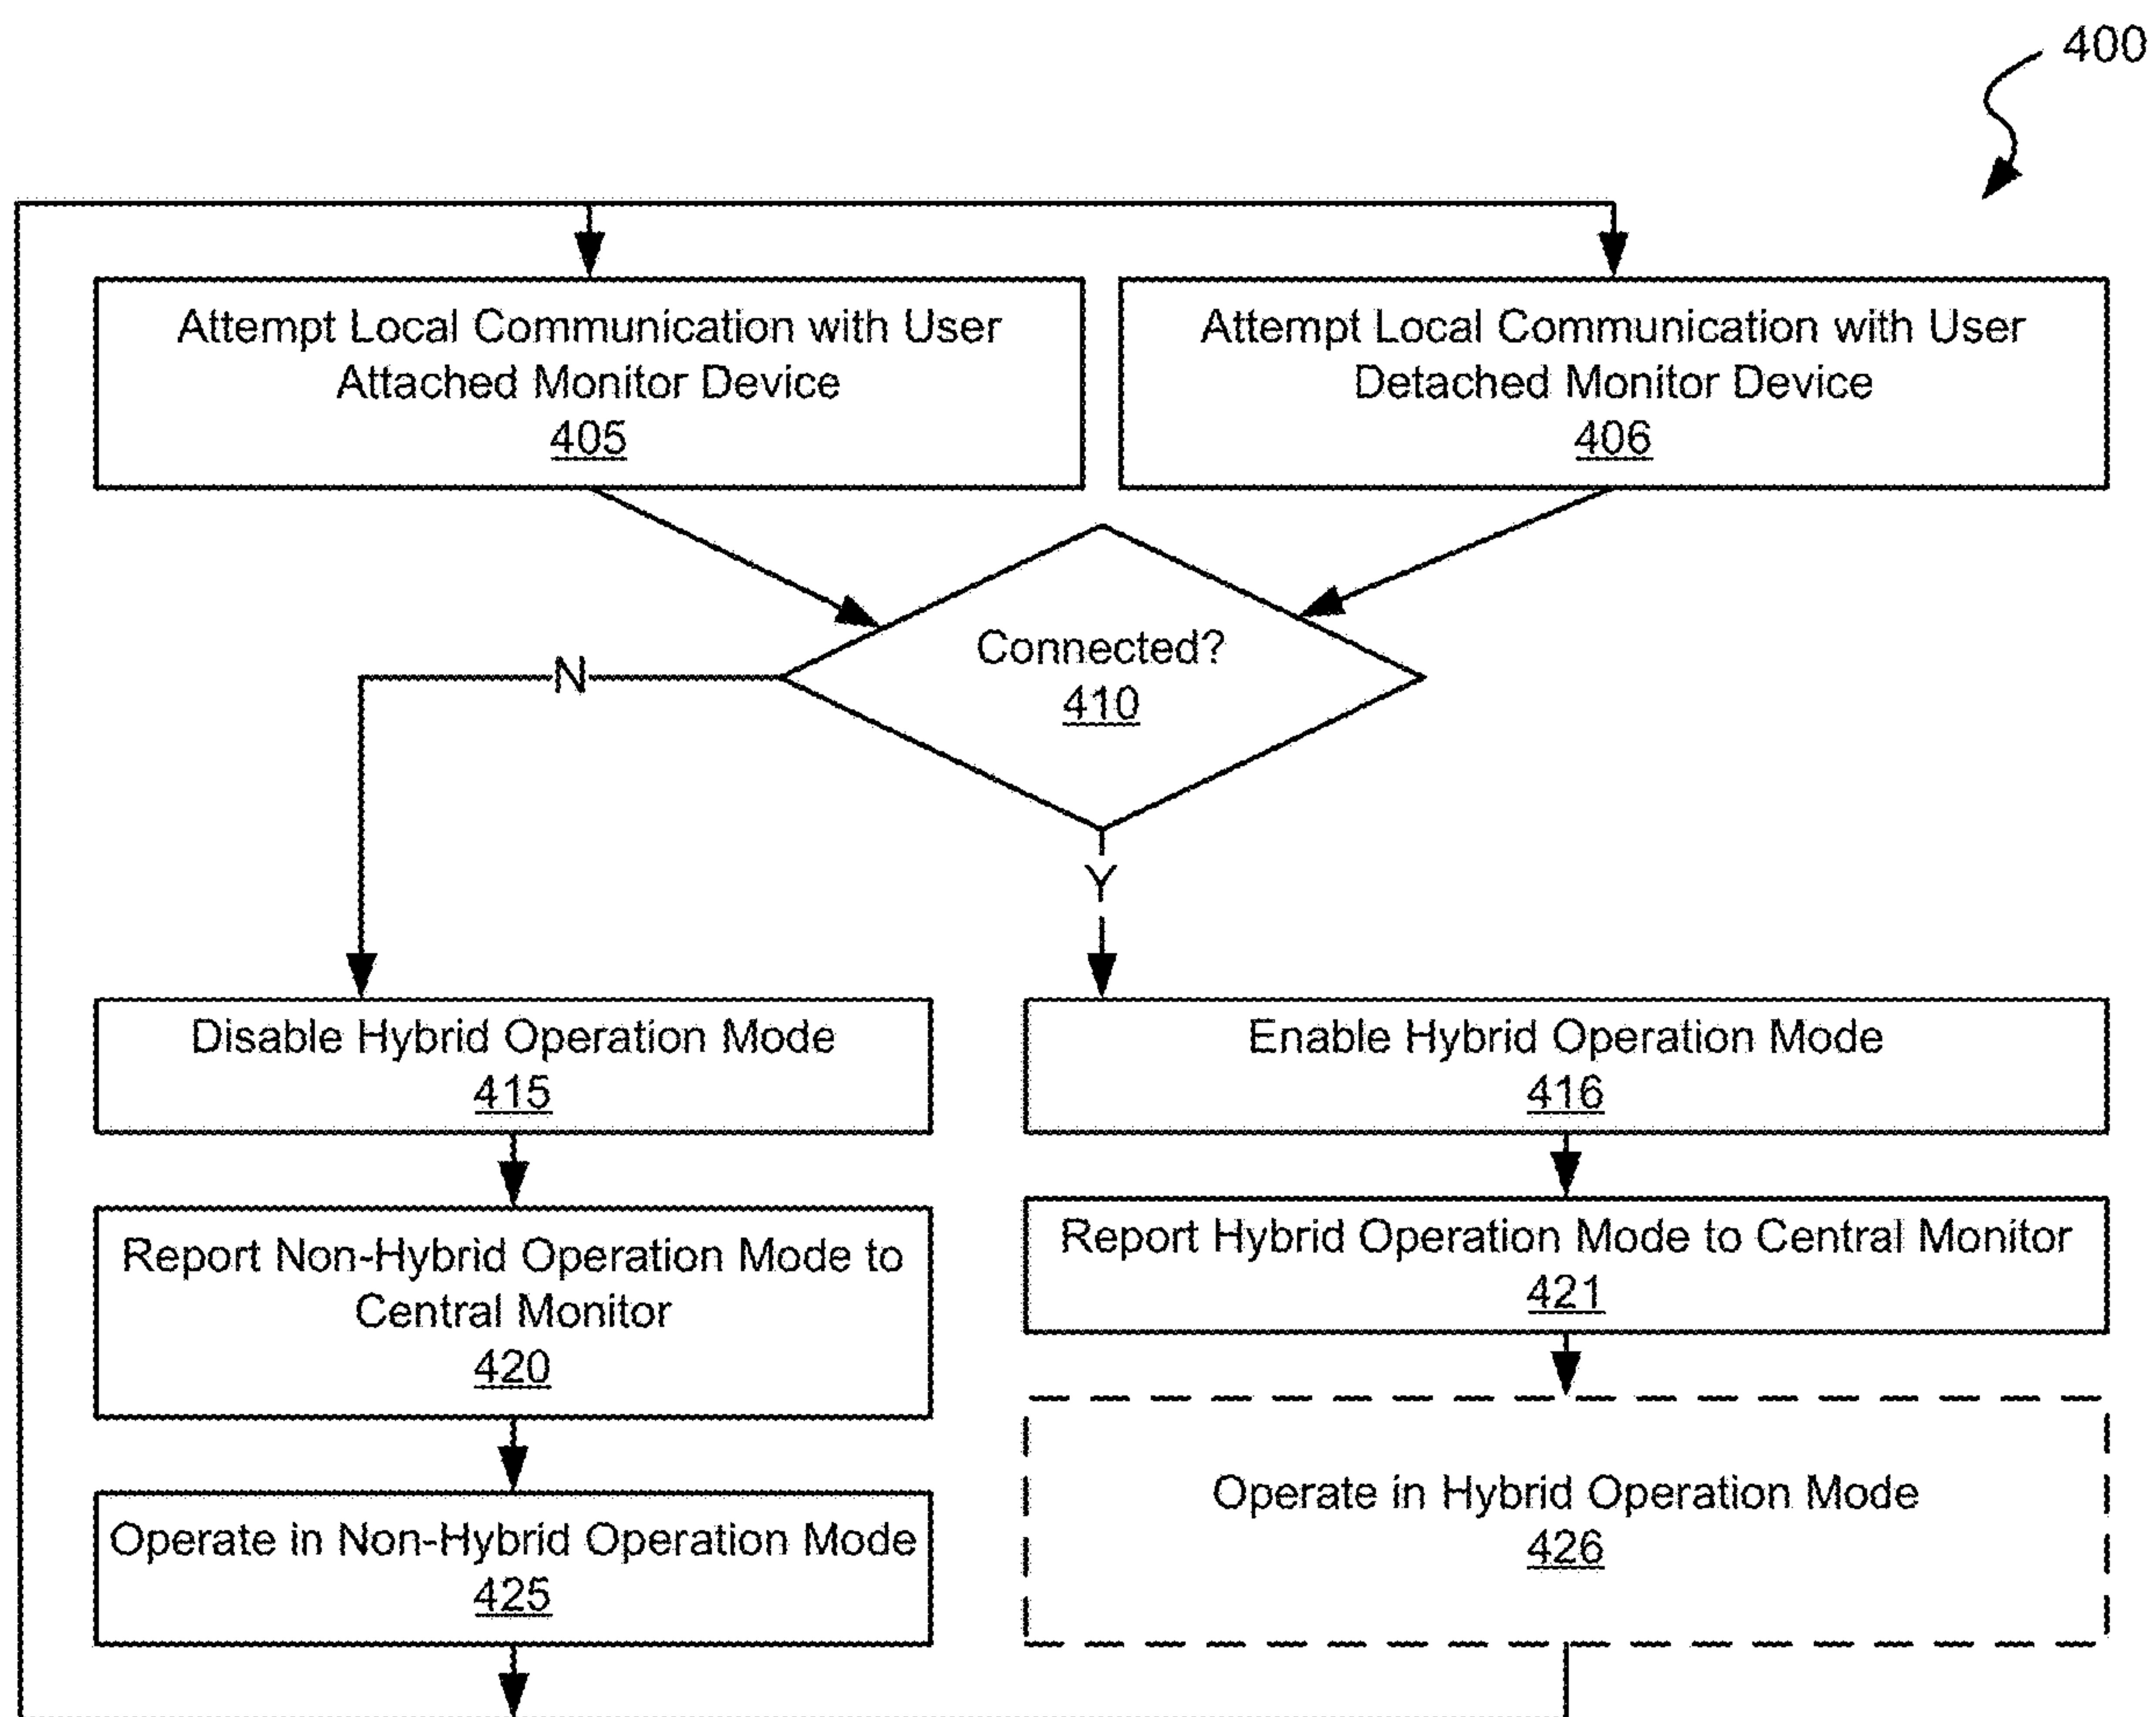 400
Attempt Local Communication with User
Attached Monitor Device
405
Attempt Local Communication with User
Detached Monitor Device
406
Connected?
410
N
Y
Disable Hybrid Operation Mode
415
Enable Hybrid Operation Mode
416
Report Non-Hybrid Operation Mode to
Central Monitor
420
Report Hybrid Operation Mode to Central Monitor
421
Operate in Non-Hybrid Operation Mode
425
Operate in Hybrid Operation Mode
426